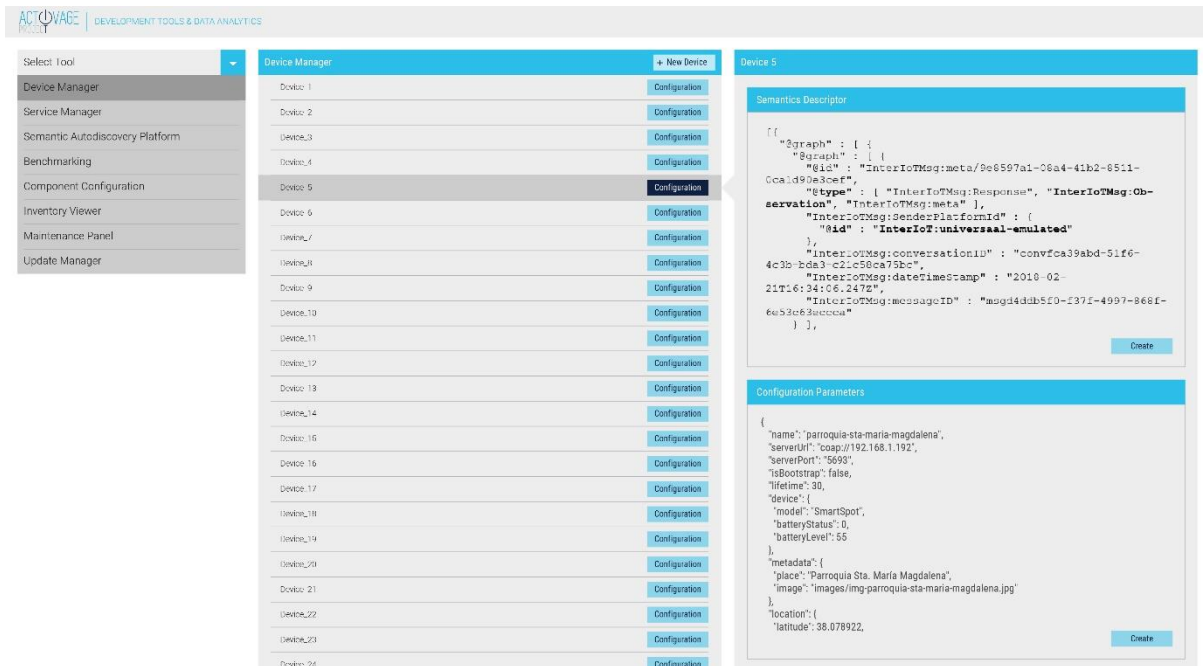 ACTIVAGE PROJECT | DEVELOPMENT TOOLS & DATA ANALYTICS
Select Tool
Device Manager
Service Manager
Semantic Autodiscovery Platform
Benchmarking
Component Configuration
Inventory Viewer
Maintenance Panel
Update Manager
Device Manager + New Device
Device 1 Configuration
Device 2 Configuration
Device_3 Configuration
Device_4 Configuration
Device 5 Configuration
Device 6 Configuration
Device_7 Configuration
Device_8 Configuration
Device 9 Configuration
Device_10 Configuration
Device_11 Configuration
Device_12 Configuration
Device 13 Configuration
Device_14 Configuration
Device_15 Configuration
Device 16 Configuration
Device_17 Configuration
Device_18 Configuration
Device_19 Configuration
Device_20 Configuration
Device 21 Configuration
Device_22 Configuration
Device_23 Configuration
Device 24 Configuration
Device 5
Semantics Descriptor
[{
"@graph" : [ {
"@graph" : [ {
"@id" : "InterIoTMsg:meta/9e8597a1-08a4-41b2-8511-
0ca1d90e3cef",
"@type" : [ "InterIoTMsg:Response", "InterIoTMsg:Ob-
servation", "InterIoTMsg:meta" ],
"InterIoTMsg:SenderPlatformId" : {
"@id" : "InterIoT:universaal-emulated"
},
"InterIoTMsg:conversationID" : "convfca39abd-51f6-
4c3b-bda3-c21c58ca75bc",
"InterIoTMsg:dateTimeStamp" : "2018-02-
21T16:34:06.247Z",
"InterIoTMsg:messageID" : "msgd4ddb5f0-f37f-4997-868f-
6e53c63eccca"
} ],
Create
Configuration Parameters
{
"name": "parroquia-sta-maria-magdalena",
"serverUrl": "coap://192.168.1.192",
"serverPort": "5693",
"isBootstrap": false,
"lifetime": 30,
"device": {
"model": "SmartSpot",
"batteryStatus": 0,
"batteryLevel": 55
},
"metadata": {
"place": "Parroquia Sta. María Magdalena",
"image": "images/img-parroquia-sta-maria-magdalena.jpg"
},
"location": {
"latitude": 38.078922,
Create